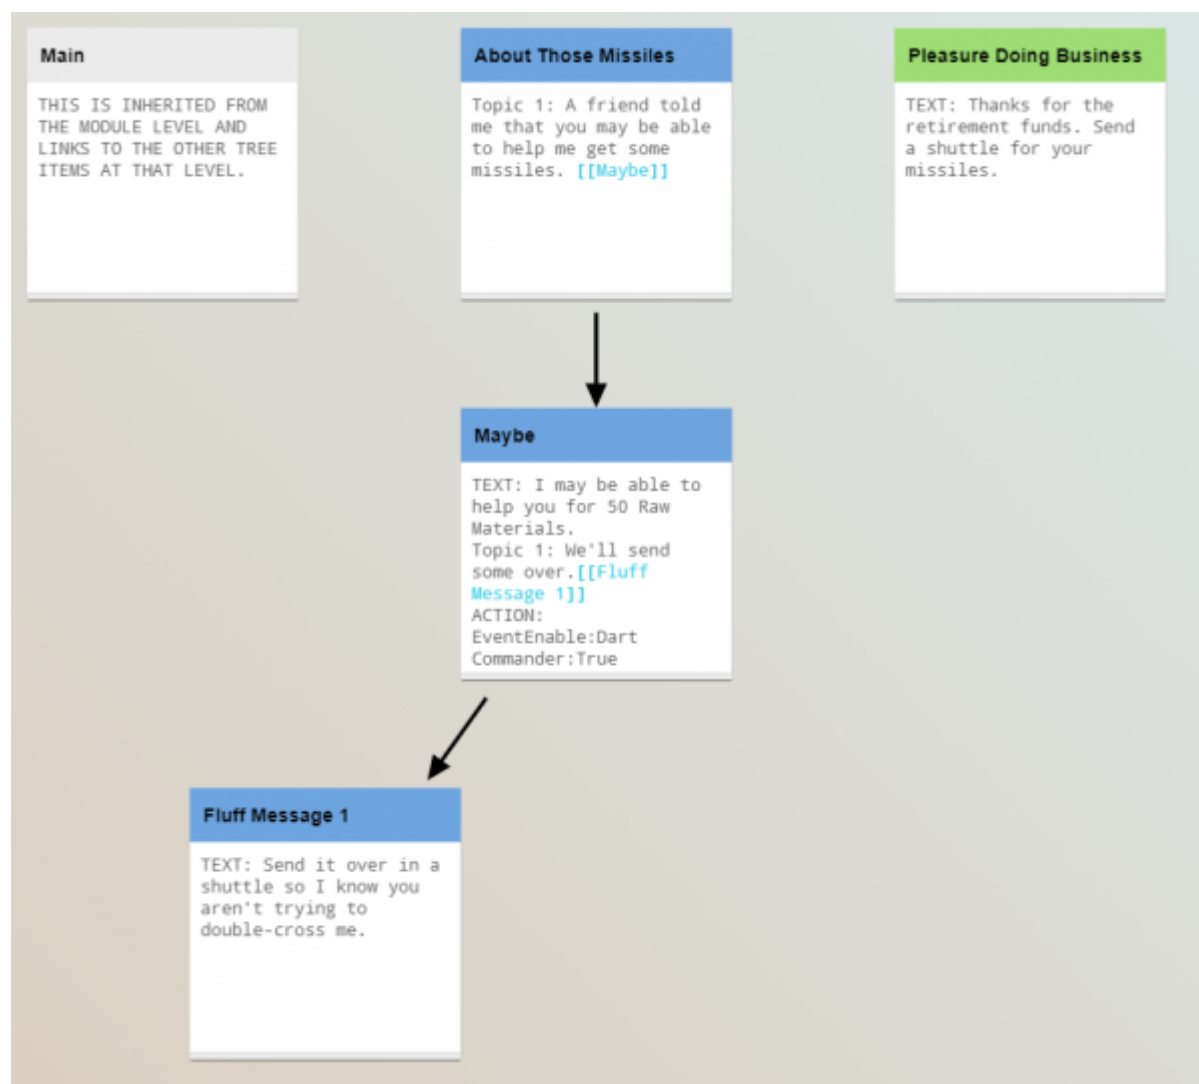 Main
THIS IS INHERITED FROM
THE MODULE LEVEL AND
LINKS TO THE OTHER TREE
ITEMS AT THAT LEVEL.
About Those Missiles
Topic 1: A friend told
me that you may be able
to help me get some
missiles. [[Maybe]]
Pleasure Doing Business
TEXT: Thanks for the
retirement funds. Send
a shuttle for your
missiles.
Maybe
TEXT: I may be able to
help you for 50 Raw
Materials.
Topic 1: We'll send
some over.[[Fluff
Message 1]]
ACTION:
EventEnable:Dart
Commander:True
Fluff Message 1
TEXT: Send it over in a
shuttle so I know you
aren't trying to
double-cross me.